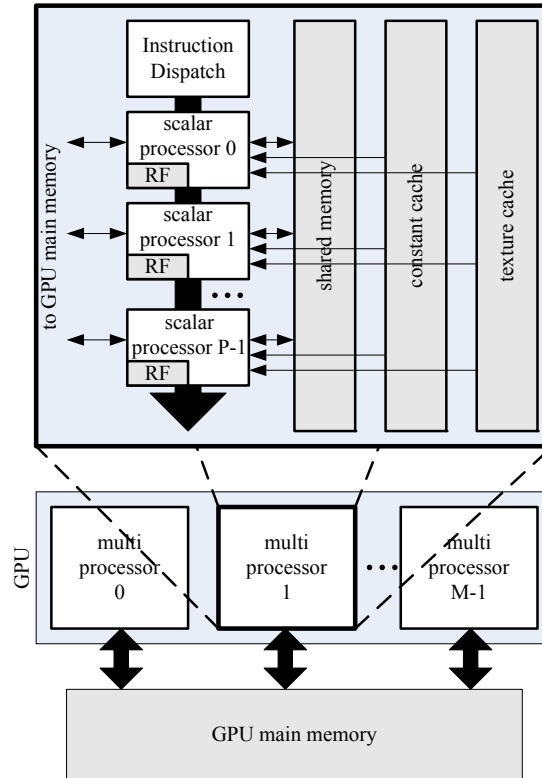 Instruction
Dispatch
scalar
processor 0
RF
scalar
processor 1
RF
...
scalar
processor P-1
RF
to GPU main memory
shared memory
constant cache
texture cache
GPU
multi
processor
0
multi
processor
1
...
multi
processor
M-1
GPU main memory